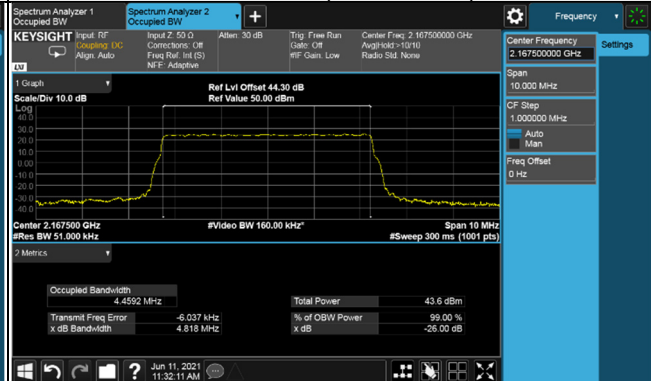 Spectrum Analyzer 1
Occupied BW
Spectrum Analyzer 2
Occupied BW
Frequency
KEYSIGHT
Input: RF
Coupling: DC
Align: Auto
Input Z: 50 Ω
Corrections: Off
Freq Ref: Int (S)
NFE: Adaptive
Atten: 30 dB
Trig: Free Run
Gate: Off
#IF Gain: Low
Center Freq: 2.167500000 GHz
Avg|Hold:>10/10
Radio Std: None
LXI
Center Frequency
2.167500000 GHz
Settings
Span
10.000 MHz
CF Step
1.000000 MHz
Auto
Man
Freq Offset
0 Hz
1 Graph
Scale/Div 10.0 dB
Ref Lvl Offset 44.30 dB
Ref Value 50.00 dBm
Log
40.0
30.0
20.0
10.0
0.00
-10.0
-20.0
-30.0
-40.0
Center 2.167500 GHz
#Res BW 51.000 kHz
#Video BW 160.00 kHz*
Span 10 MHz
#Sweep 300 ms (1001 pts)
2 Metrics
Occupied Bandwidth
4.4592 MHz
Total Power 43.6 dBm
Transmit Freq Error -6.037 kHz
% of OBW Power 99.00 %
x dB Bandwidth 4.818 MHz
x dB -26.00 dB
Jun 11, 2021
11:32:11 AM